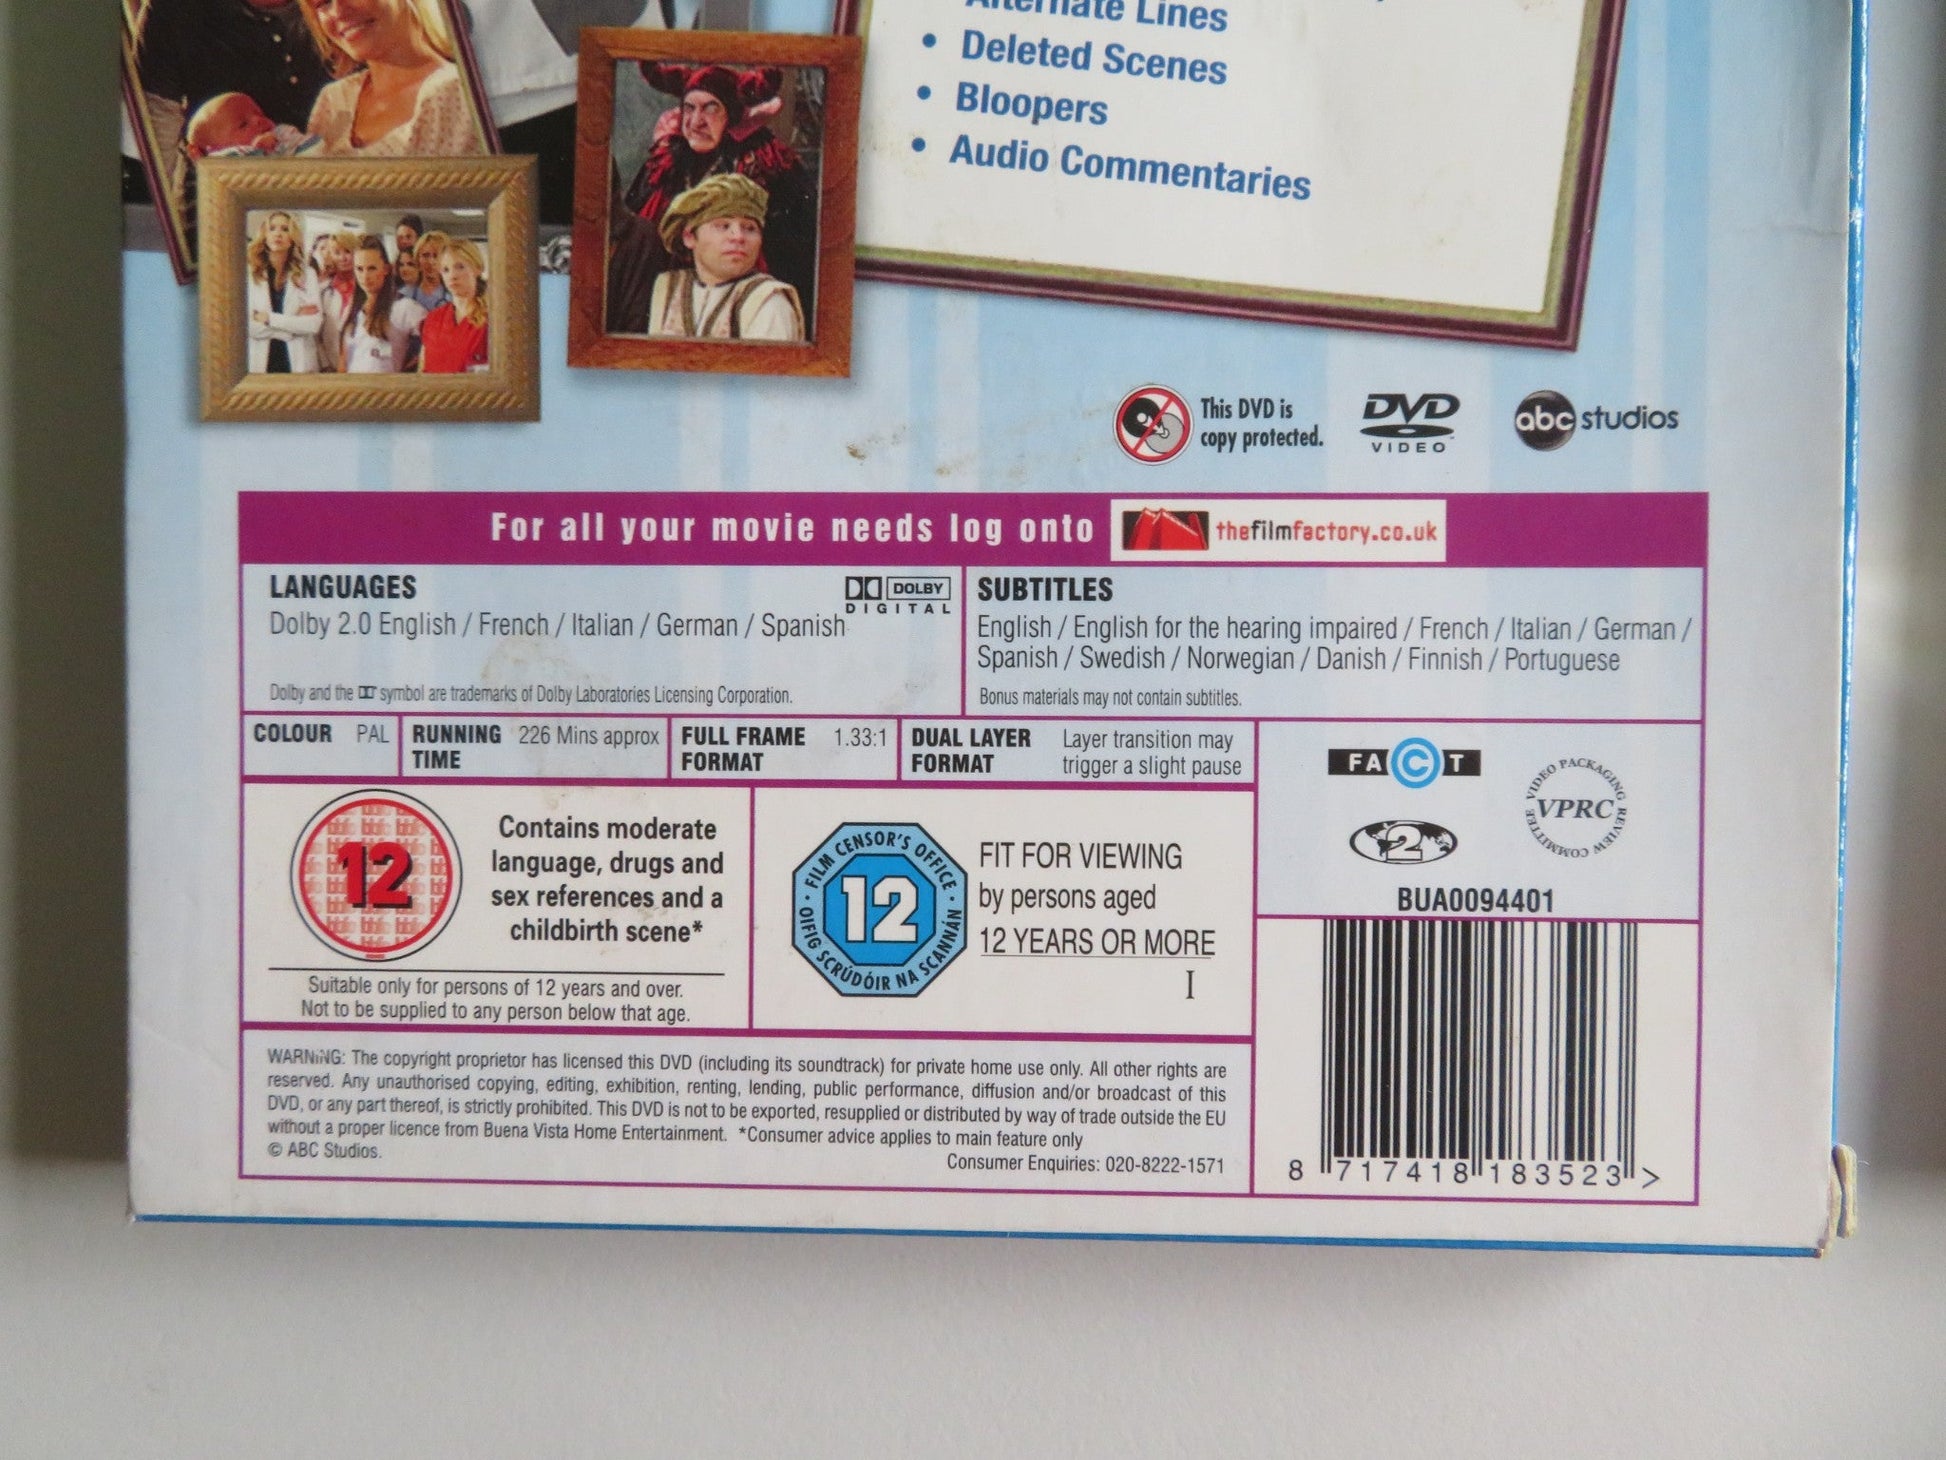 Alternate Lines
• Deleted Scenes
• Bloopers
• Audio Commentaries
This DVD is
copy protected.
DVD
VIDEO
abc studios
For all your movie needs log onto thefilmfactory.co.uk
LANGUAGES
DOLBY
DIGITAL
Dolby 2.0 English / French / Italian / German / Spanish
Dolby and the symbol are trademarks of Dolby Laboratories Licensing Corporation.
SUBTITLES
English / English for the hearing impaired / French / Italian / German /
Spanish / Swedish / Norwegian / Danish / Finnish / Portuguese
Bonus materials may not contain subtitles.
COLOUR PAL
RUNNING 226 Mins approx
TIME
FULL FRAME 1.33:1
FORMAT
DUAL LAYER Layer transition may
FORMAT trigger a slight pause
12
Contains moderate
language, drugs and
sex references and a
childbirth scene*
Suitable only for persons of 12 years and over.
Not to be supplied to any person below that age.
FILM CENSOR'S OFFICE
12
OIFIG SCRÚDÓIR NA SCANNÁN
FIT FOR VIEWING
by persons aged
12 YEARS OR MORE
I
FACT
2
VIDEO PACKAGING REVIEW COMMITTEE
VPRC
BUA0094401
WARNING: The copyright proprietor has licensed this DVD (including its soundtrack) for private home use only. All other rights are
reserved. Any unauthorised copying, editing, exhibition, renting, lending, public performance, diffusion and/or broadcast of this
DVD, or any part thereof, is strictly prohibited. This DVD is not to be exported, resupplied or distributed by way of trade outside the EU
without a proper licence from Buena Vista Home Entertainment. *Consumer advice applies to main feature only
© ABC Studios.
Consumer Enquiries: 020-8222-1571
8 717418 183523 >